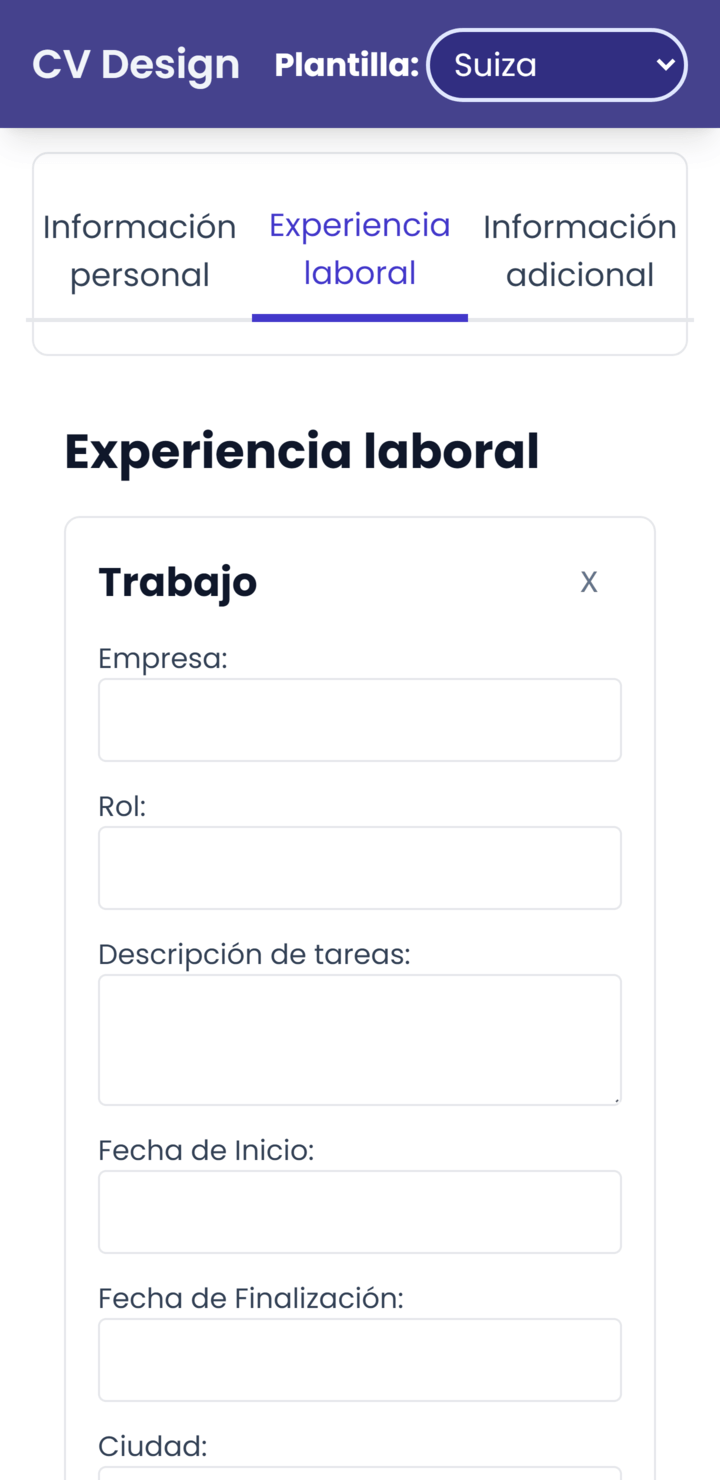 CV Design Plantilla: Suiza
Información personal
Experiencia laboral
Información adicional
Experiencia laboral
Trabajo X
Empresa:
Rol:
Descripción de tareas:
Fecha de Inicio:
Fecha de Finalización:
Ciudad: